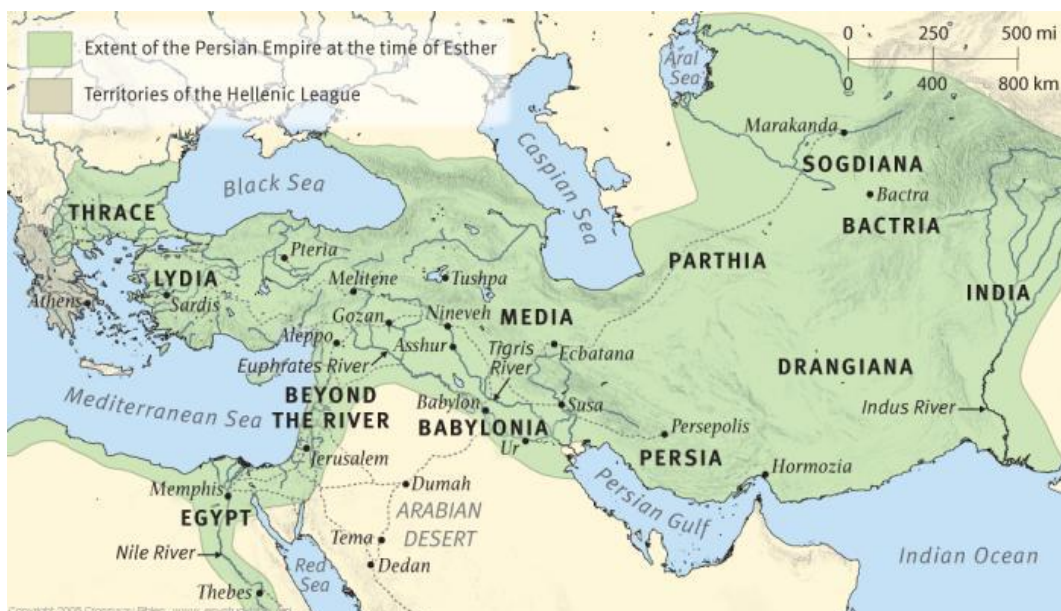 Extent of the Persian Empire at the time of Esther
Territories of the Hellenic League
0 250 500 mi
0 400 800 km
Aral
Sea
Marakanda
SOGDIANA
Bactra
BACTRIA
Black Sea
Caspian
Sea
THRACE
Pteria
LYDIA
Sardis
Athens
Melitene
Tushpa
PARTHIA
INDIA
Gozan
Nineveh
MEDIA
Aleppo
Asshur
Tigris
River
Ecbatana
DRANGIANA
Euphrates River
Mediterranean Sea
BEYOND
THE RIVER
Babylon
BABYLONIA
Susa
Indus River
Ur
Persepolis
PERSIA
Jerusalem
Hormozia
Memphis
EGYPT
Dumah
ARABIAN
DESERT
Persian Gulf
Nile River
Tema
Dedan
Red
Sea
Indian Ocean
Thebes